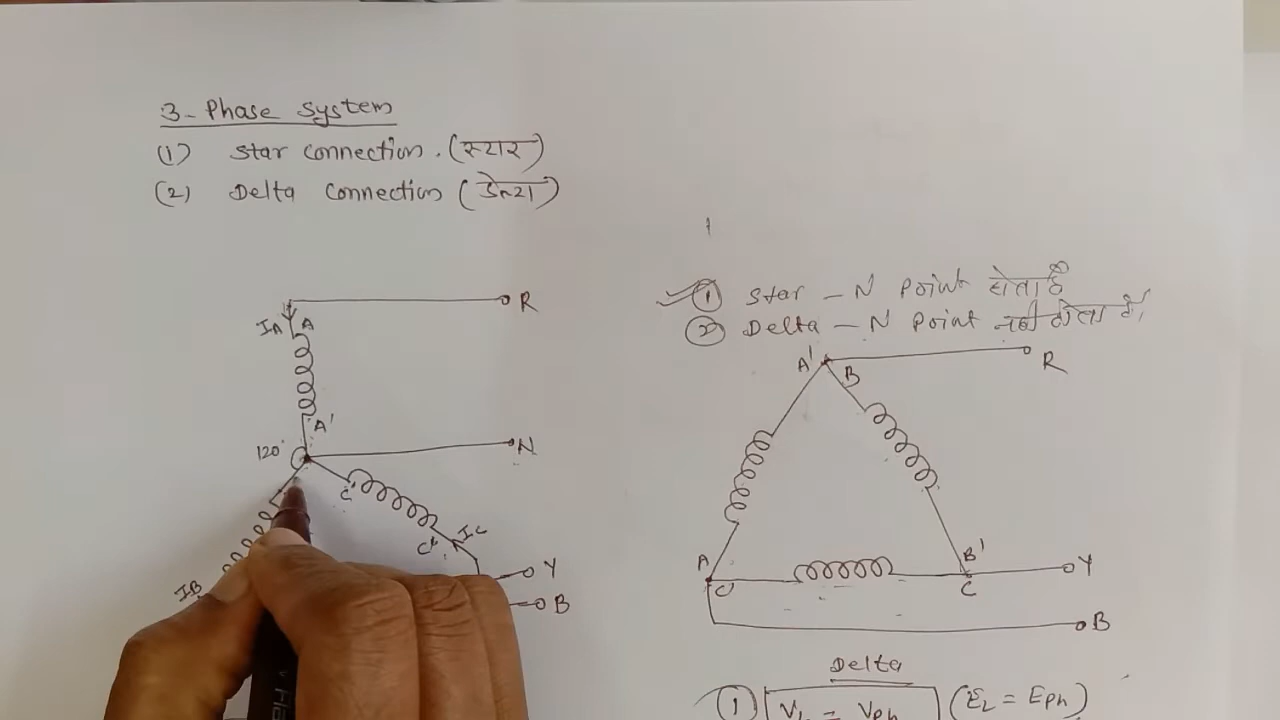 3-Phase System
(1) Star Connection. (स्टार)
(2) Delta Connection (डेल्टा)
① Star - N Point होता है
② Delta - N Point नही होता है।
R
IA A
A'
120°
N
C'
IC
C
IB
Y
B
A'
B
R
A
C'
B'
C
Y
B
Delta
① VL = VPh (EL = EPh)